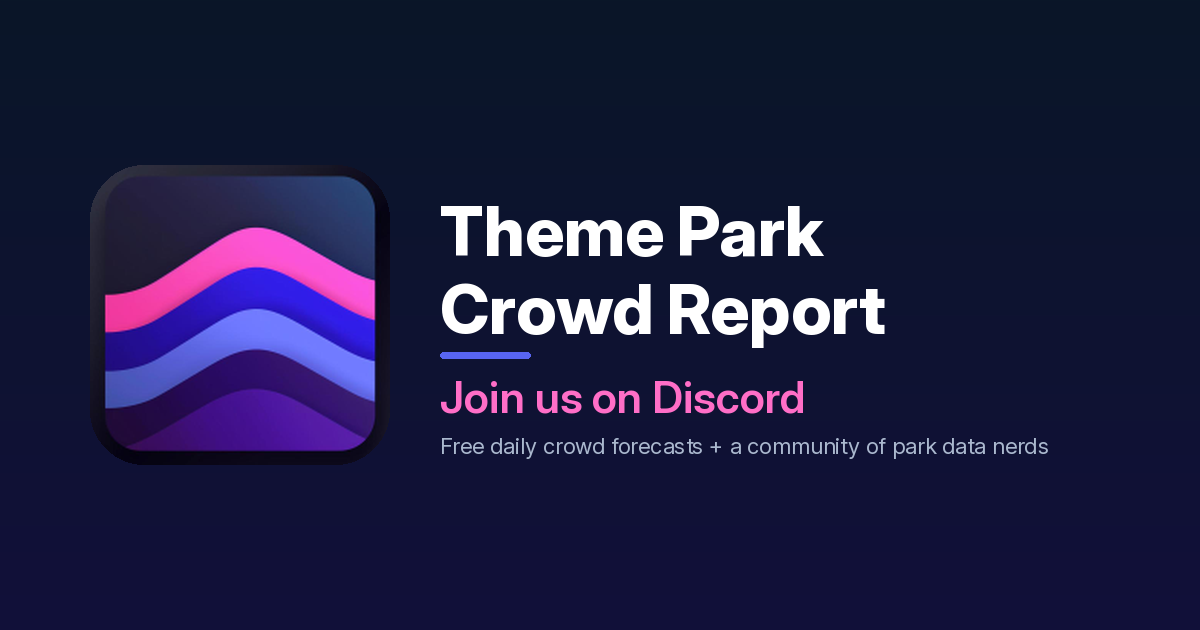 Theme Park
Crowd Report
Join us on Discord
Free daily crowd forecasts + a community of park data nerds